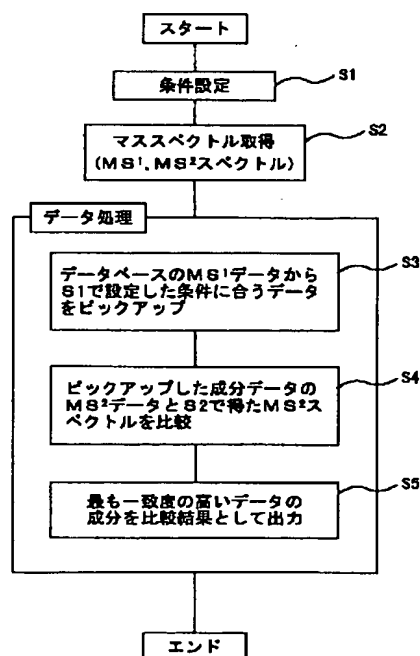 スタート
条件設定
S1
マススペクトル取得
(MS¹、MS²スペクトル)
S2
データ処理
データベースのMS¹データから
S1で設定した条件に合うデータ
をピックアップ
S3
ピックアップした成分データの
MS²データとS2で得たMS²ス
ペクトルを比較
S4
最も一致度の高いデータの
成分を比較結果として出力
S5
エンド